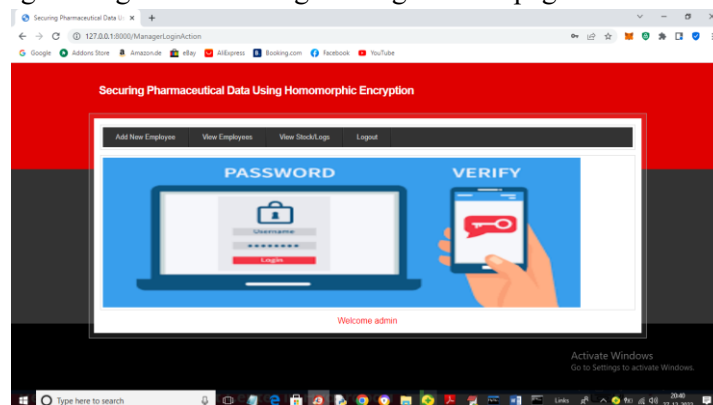 Securing Pharmaceutical Data Us
127.0.0.1:8000/ManagerLoginAction
Google Addons Store Amazon.de eBay AliExpress Booking.com Facebook YouTube
Securing Pharmaceutical Data Using Homomorphic Encryption
Add New Employee View Employees View Stock/Logs Logout
PASSWORD VERIFY
Username
********
Login
Welcome admin
Activate Windows
Go to Settings to activate Windows.
Type here to search
Links
20:40